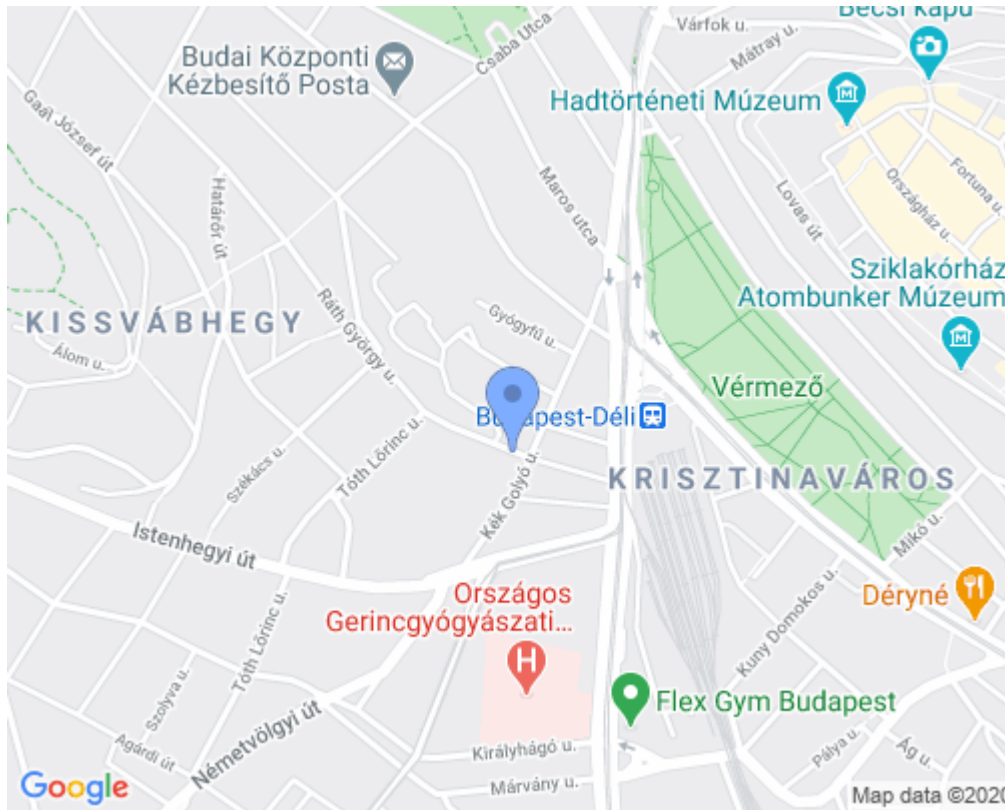 Bécsi kapu
Várfok u.
Mátray u.
Csaba Utca
Budai Központi
Kézbesítő Posta
Hadtörténeti Múzeum
Gaál József út
Határőr út
Maros utca
Lovas út
Országház u.
Fortuna u.
Sziklakórház
Atombunker Múzeum
KISSVÁBHEGY
Ráth György u.
Gyógyfű u.
Álom u.
Vérmező
Budapest-Déli
KRISZTINAVÁROS
Székács u.
Tóth Lőrinc u.
Kék Golyó u.
Mikó u.
Istenhegyi út
Országos
Gerincgyógyászati...
H
Déryné
Kuny Domokos u.
Tóth Lőrinc u.
Szolyva u.
Flex Gym Budapest
Németvölgyi út
Agárdi út
Királyhágó u.
Márvány u.
Pálya u.
Ág u.
Google
Map data ©2026